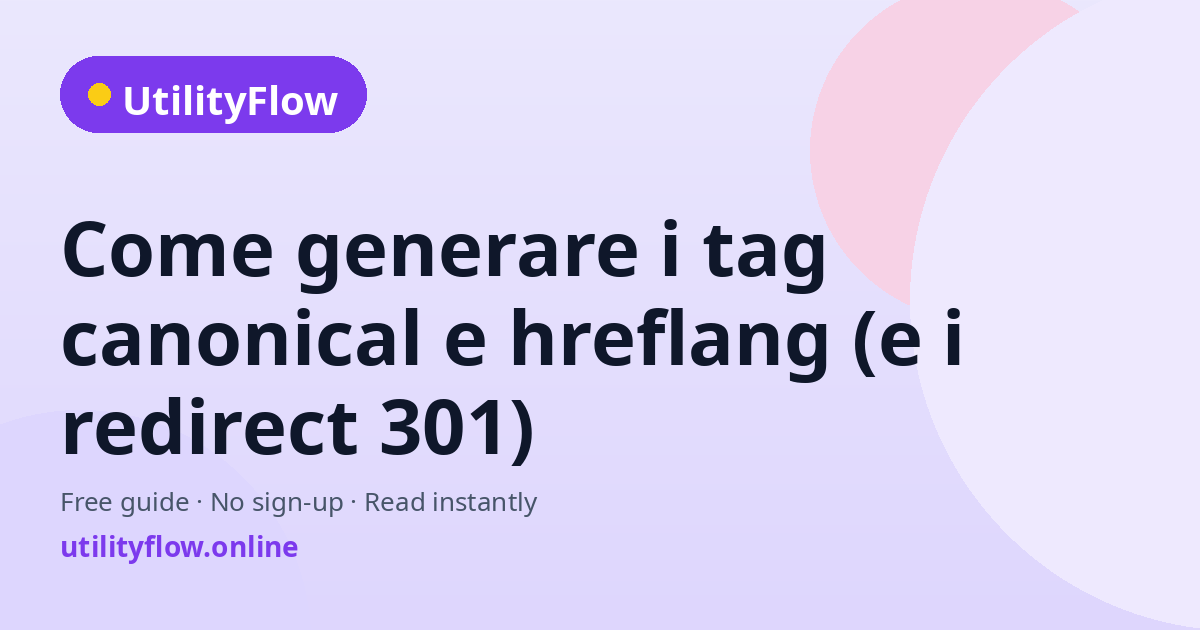 UtilityFlow
Come generare i tag
canonical e hreflang (e i
redirect 301)
Free guide · No sign-up · Read instantly
utilityflow.online